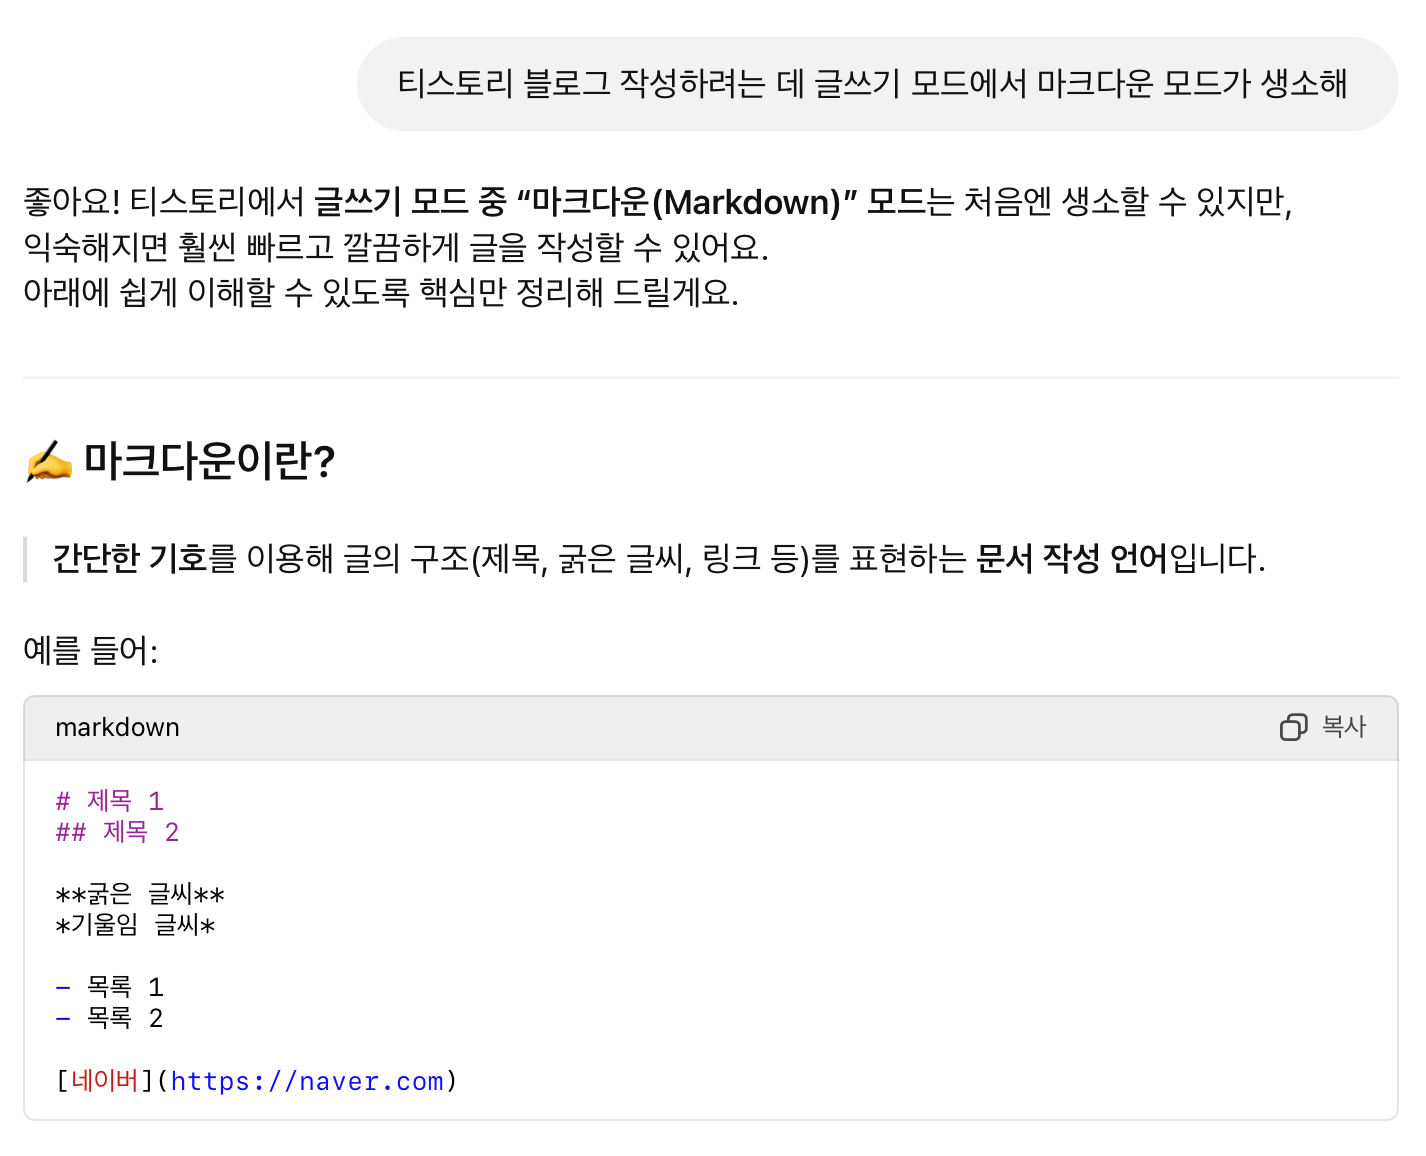 티스토리 블로그 작성하려는 데 글쓰기 모드에서 마크다운 모드가 생소해
좋아요! 티스토리에서 글쓰기 모드 중 “마크다운(Markdown)” 모드는 처음엔 생소할 수 있지만,
익숙해지면 훨씬 빠르고 깔끔하게 글을 작성할 수 있어요.
아래에 쉽게 이해할 수 있도록 핵심만 정리해 드릴게요.
✍️ 마크다운이란?
간단한 기호를 이용해 글의 구조(제목, 굵은 글씨, 링크 등)를 표현하는 문서 작성 언어입니다.
예를 들어:
markdown
복사
# 제목 1
## 제목 2
**굵은 글씨**
*기울임 글씨*
- 목록 1
- 목록 2
[네이버](https://naver.com)